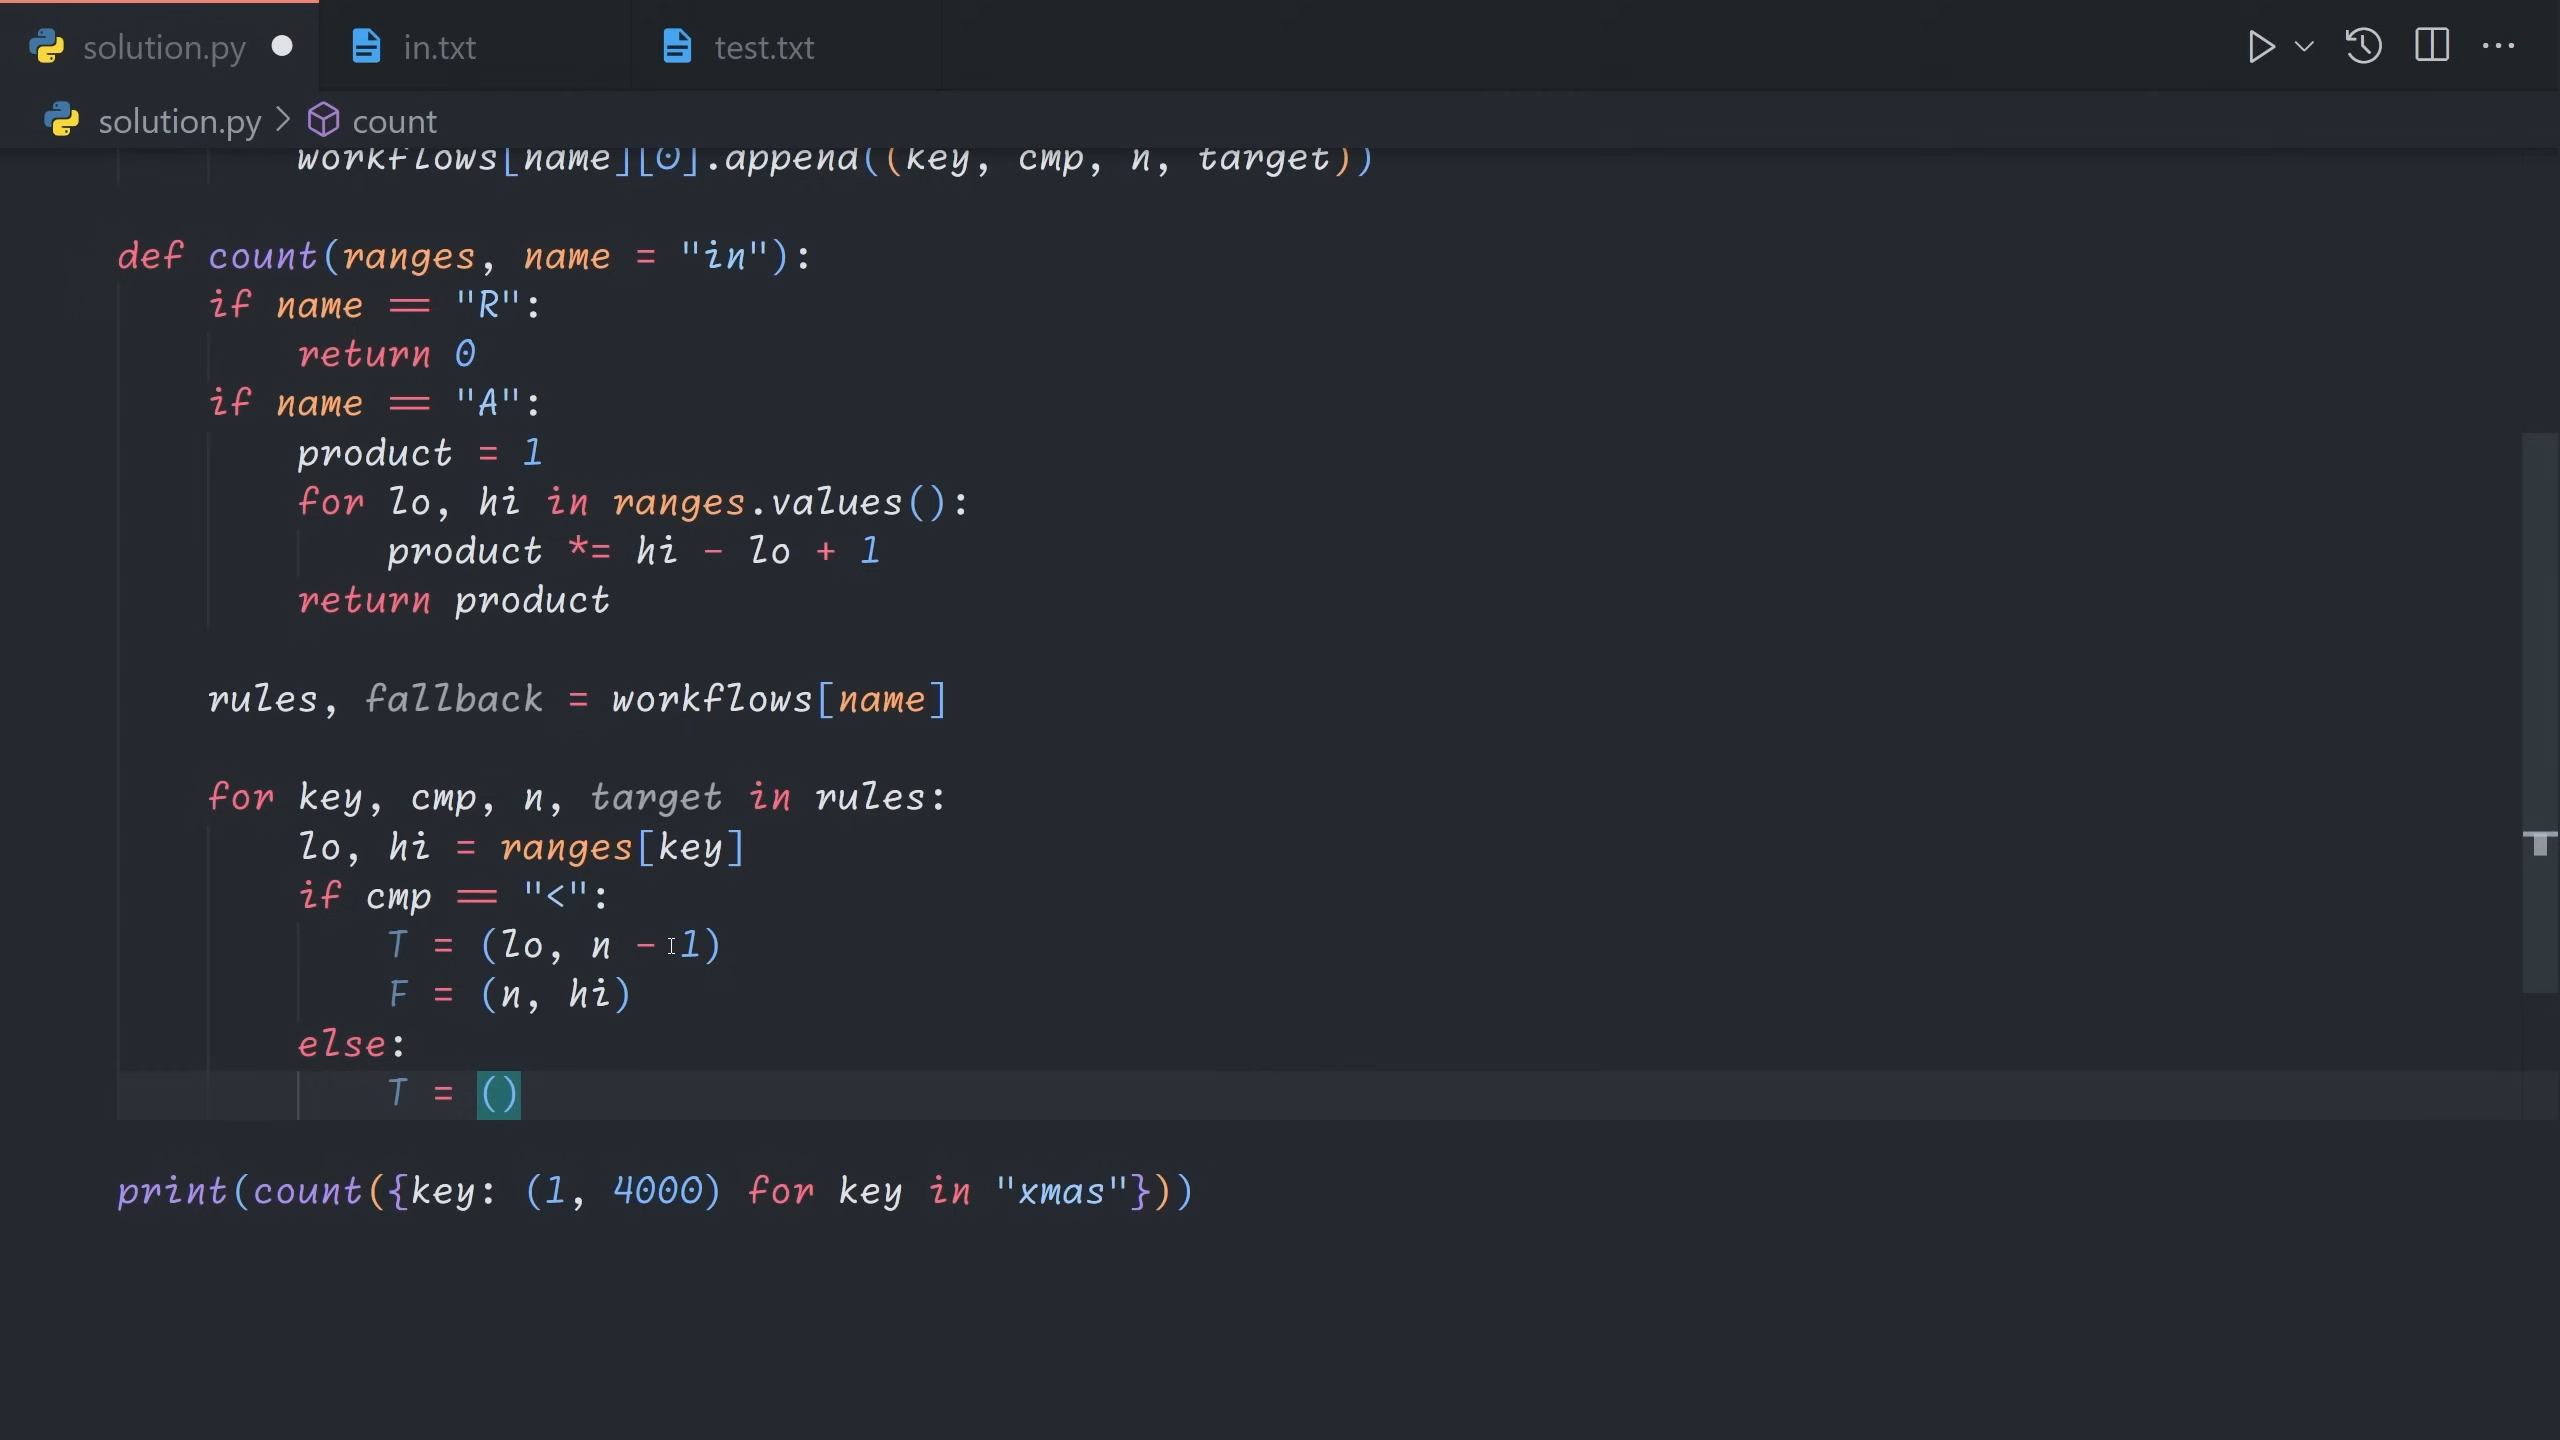 solution.py in.txt test.txt
solution.py > count
workflows[name][0].append((key, cmp, n, target))
def count(ranges, name = "in"):
if name == "R":
return 0
if name == "A":
product = 1
for lo, hi in ranges.values():
product *= hi - lo + 1
return product
rules, fallback = workflows[name]
for key, cmp, n, target in rules:
lo, hi = ranges[key]
if cmp == "<":
T = (lo, n - 1)
F = (n, hi)
else:
T = ()
print(count({key: (1, 4000) for key in "xmas"}))